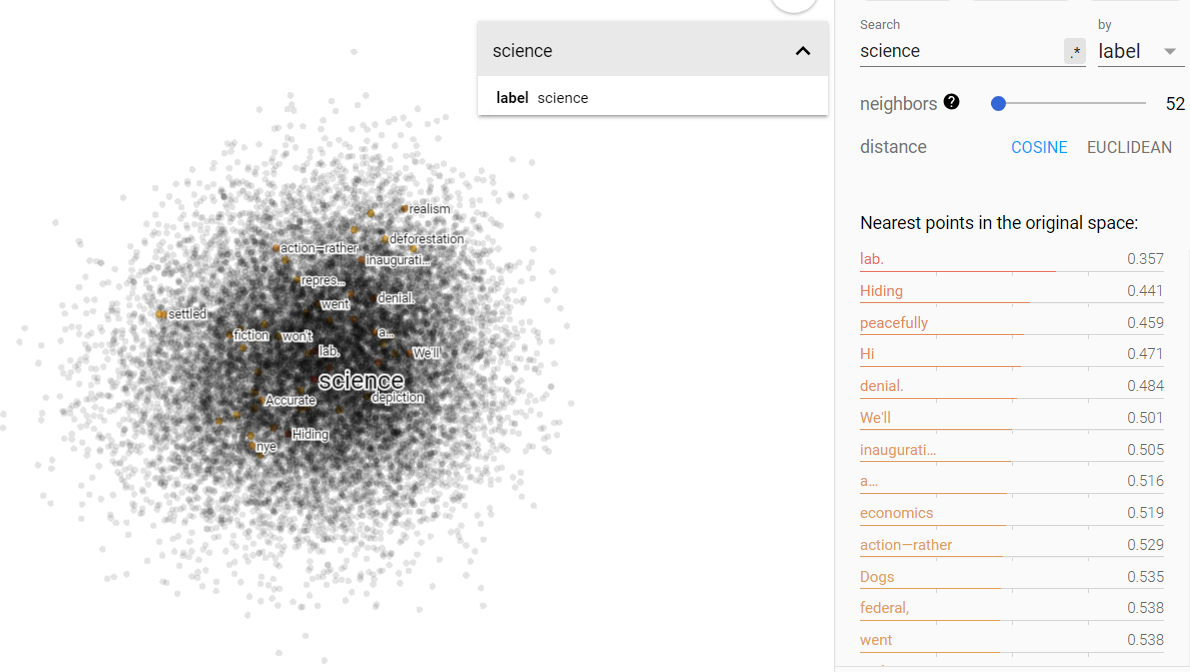 science
label science
realism
deforestation
action—rather
inaugurati...
repres...
went
denial.
settled
fiction
won't
a...
lab.
We'll
science
depiction
Accurate
Hiding
nye
Search
by
science
.*
label
neighbors ? 52
distance COSINE EUCLIDEAN
Nearest points in the original space:
lab. 0.357
Hiding 0.441
peacefully 0.459
Hi 0.471
denial. 0.484
We'll 0.501
inaugurati... 0.505
a... 0.516
economics 0.519
action—rather 0.529
Dogs 0.535
federal, 0.538
went 0.538